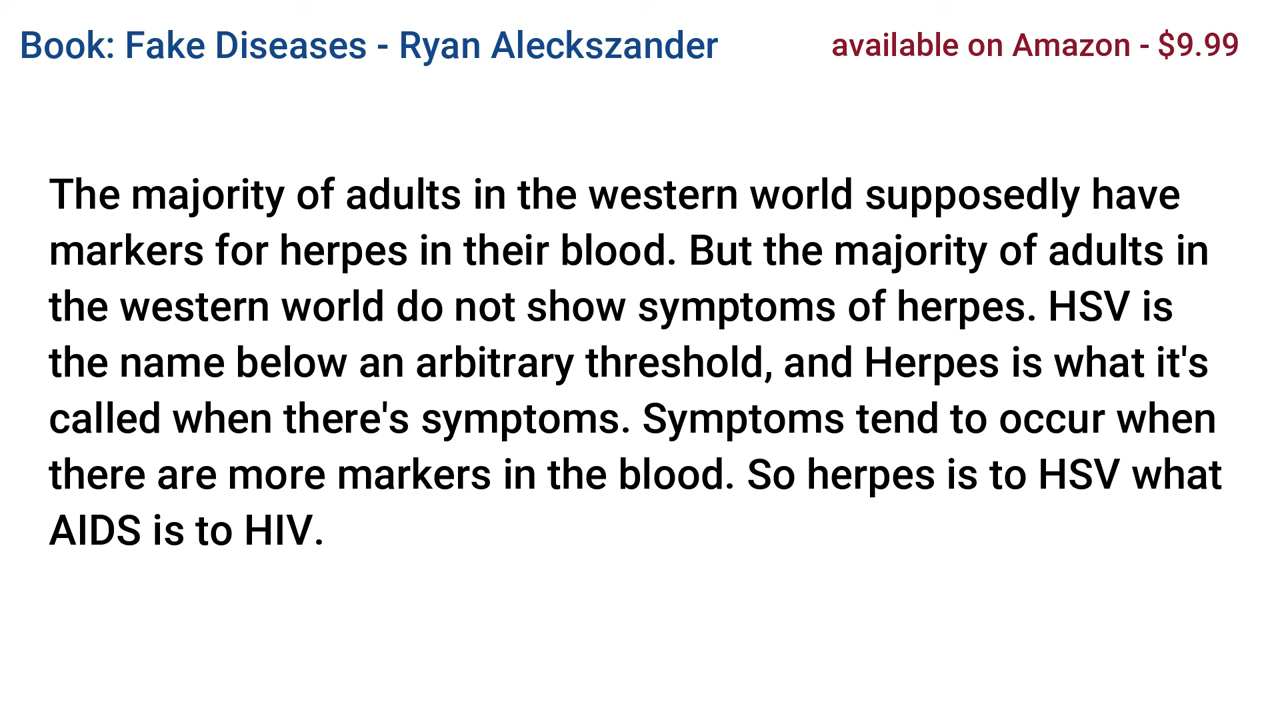 Book: Fake Diseases - Ryan Aleckszander
available on Amazon - $9.99
The majority of adults in the western world supposedly have
markers for herpes in their blood. But the majority of adults in
the western world do not show symptoms of herpes. HSV is
the name below an arbitrary threshold, and Herpes is what it's
called when there's symptoms. Symptoms tend to occur when
there are more markers in the blood. So herpes is to HSV what
AIDS is to HIV.